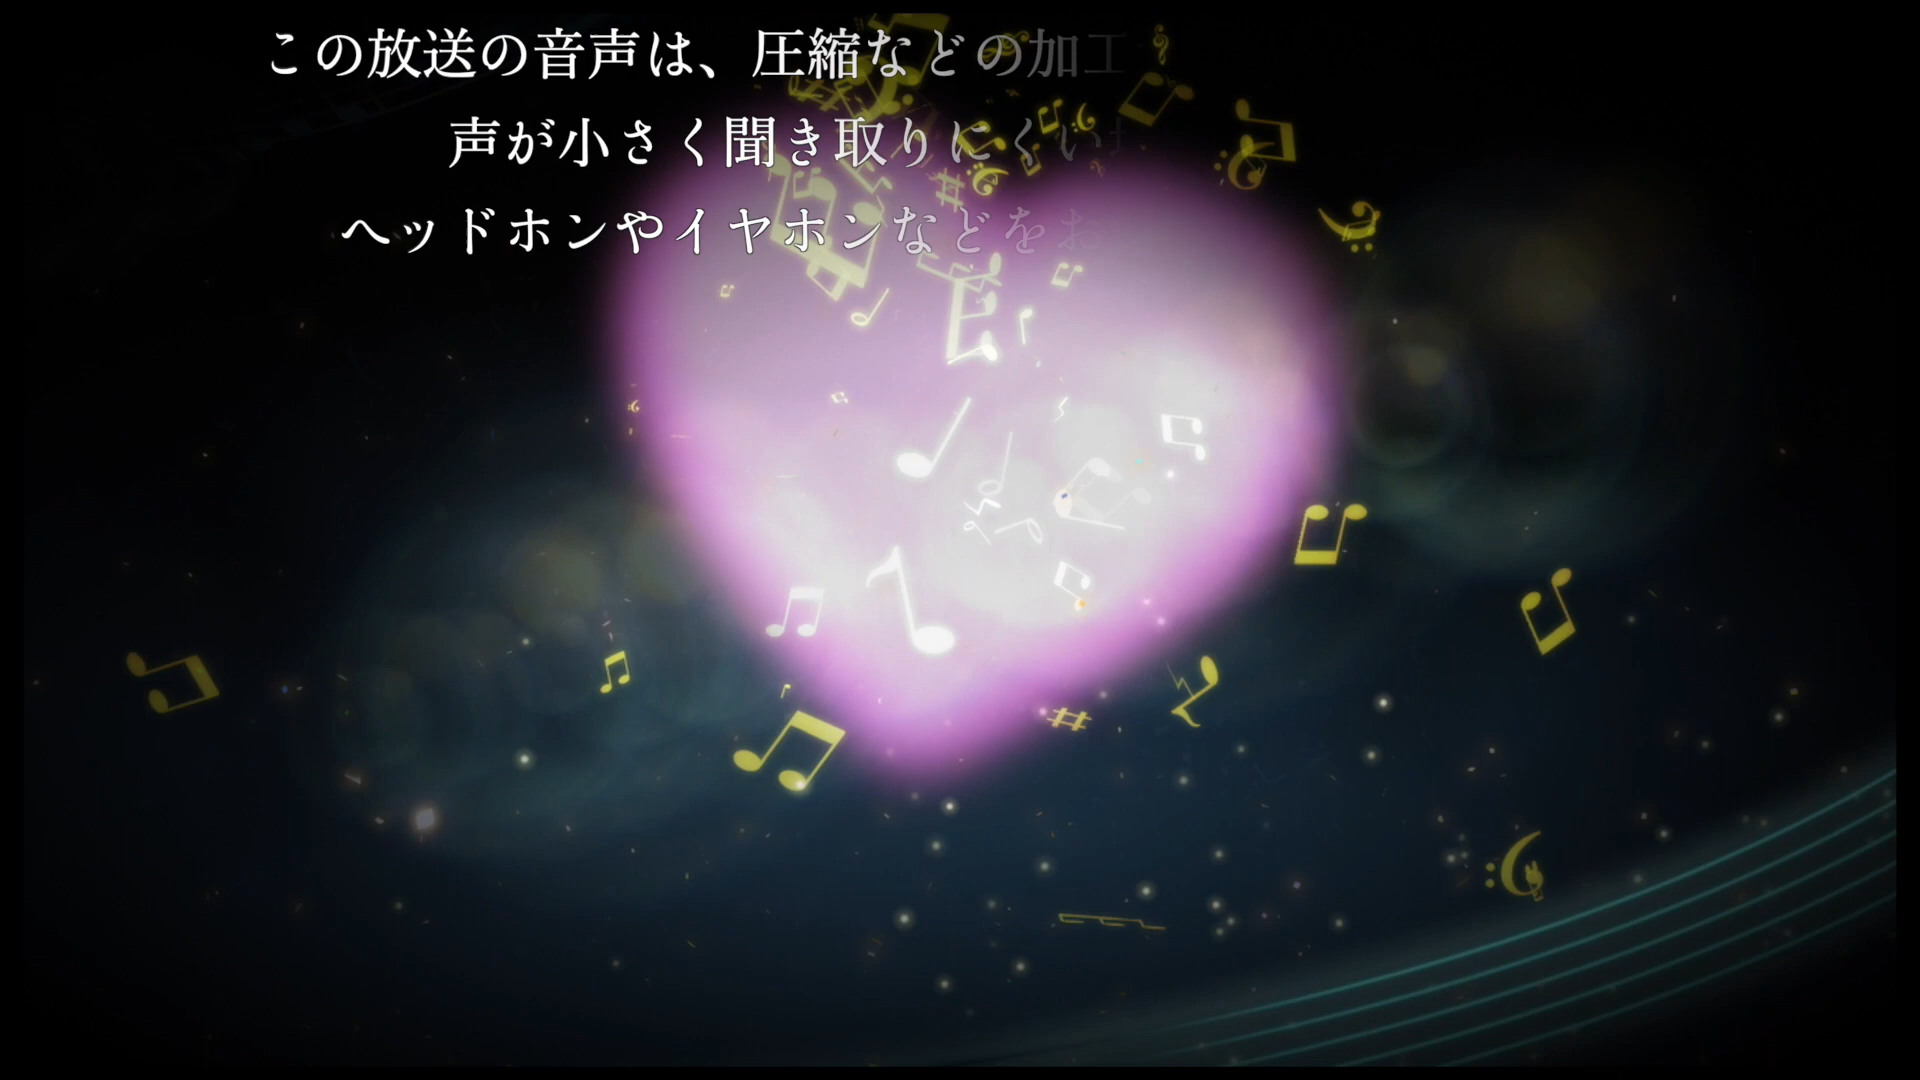 この放送の音声は、圧縮などの加工
声が小さく聞き取りにくい
ヘッドホンやイヤホンなどをお